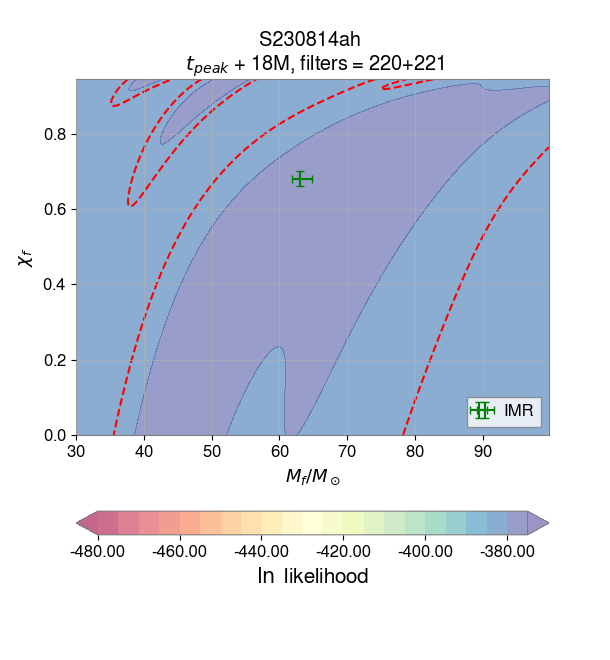 S230814ah
t_peak + 18M, filters = 220+221
0.8
0.6
0.4
0.2
0.0
χ_f
30 40 50 60 70 80 90
M_f/M_⊙
IMR
-480.00 -460.00 -440.00 -420.00 -400.00 -380.00
ln likelihood